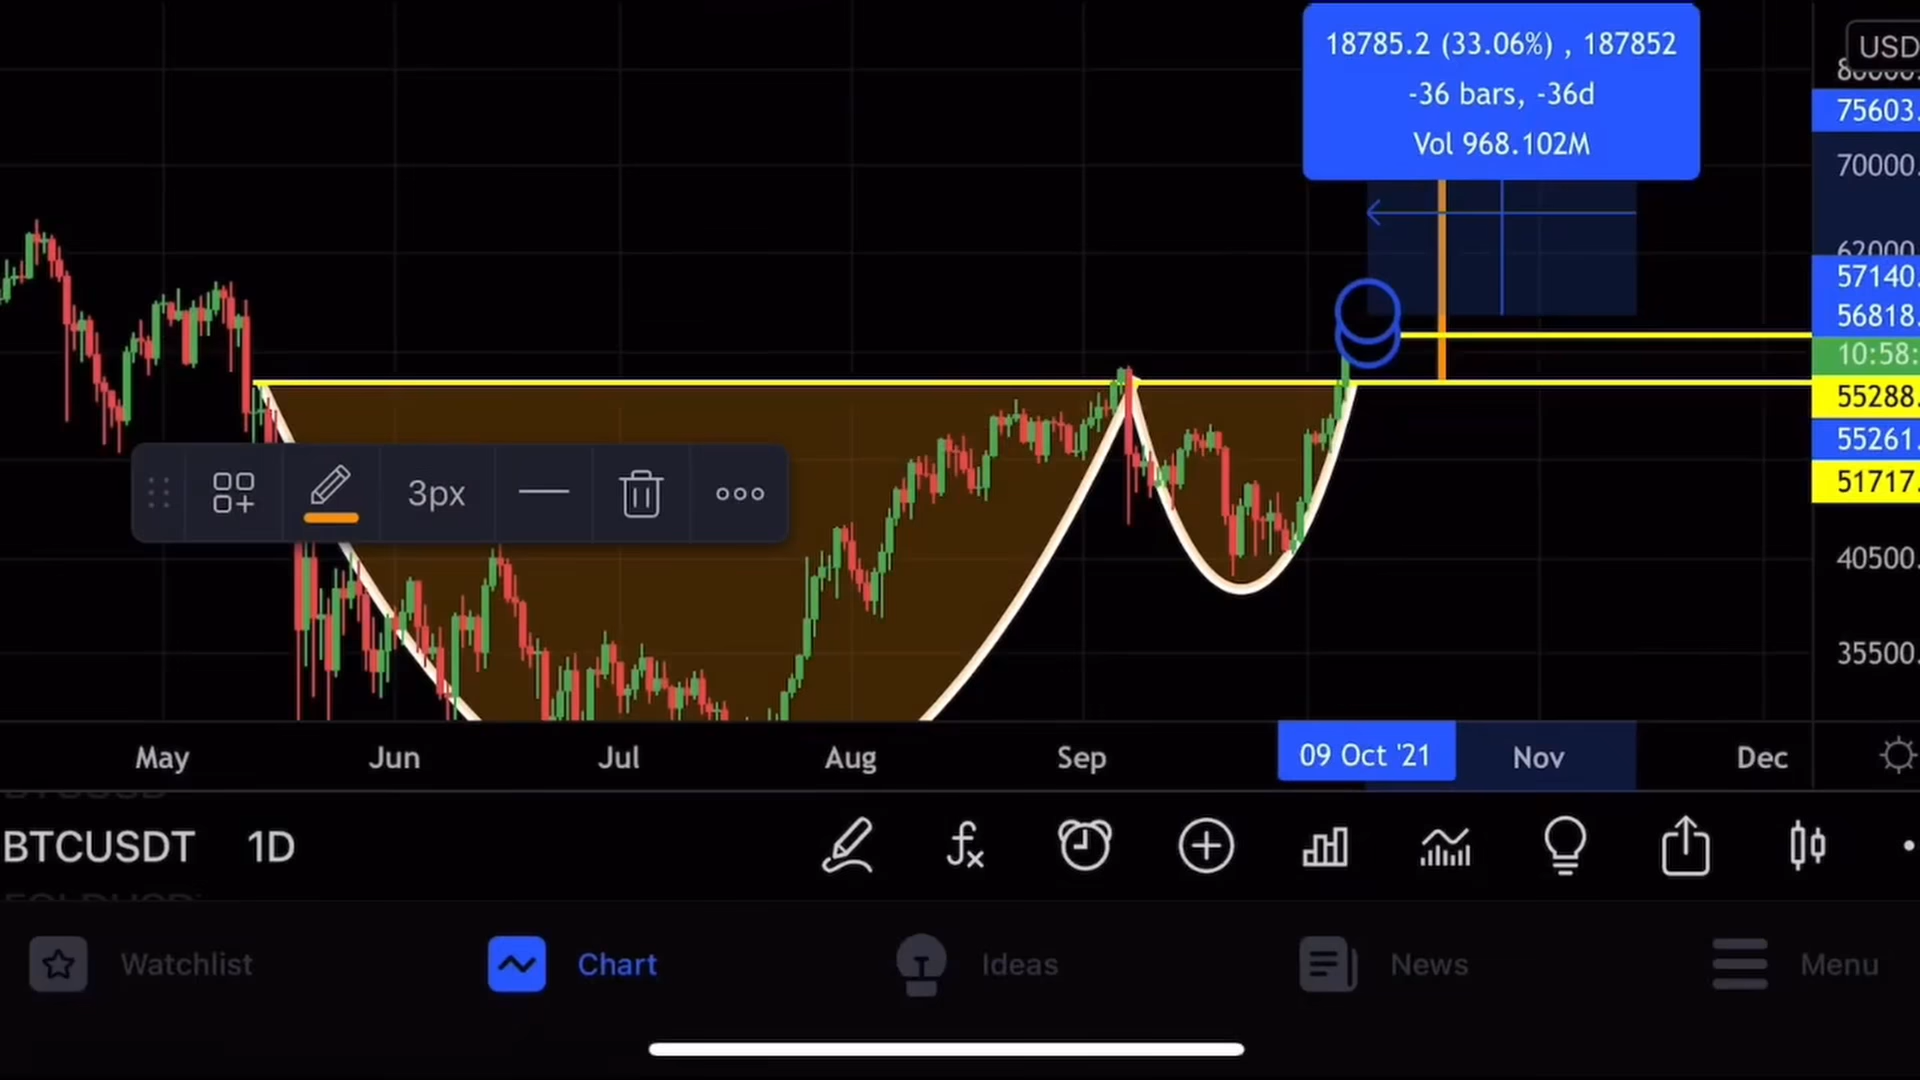 18785.2 (33.06%) , 187852
-36 bars, -36d
Vol 968.102M
USD
75603.
70000.
62000.
57140.
56818.
10:58:
55288.
55261.
51717.
40500.
35500.
3px
May Jun Jul Aug Sep 09 Oct '21 Nov Dec
BTCUSDT 1D
Watchlist Chart Ideas News Menu